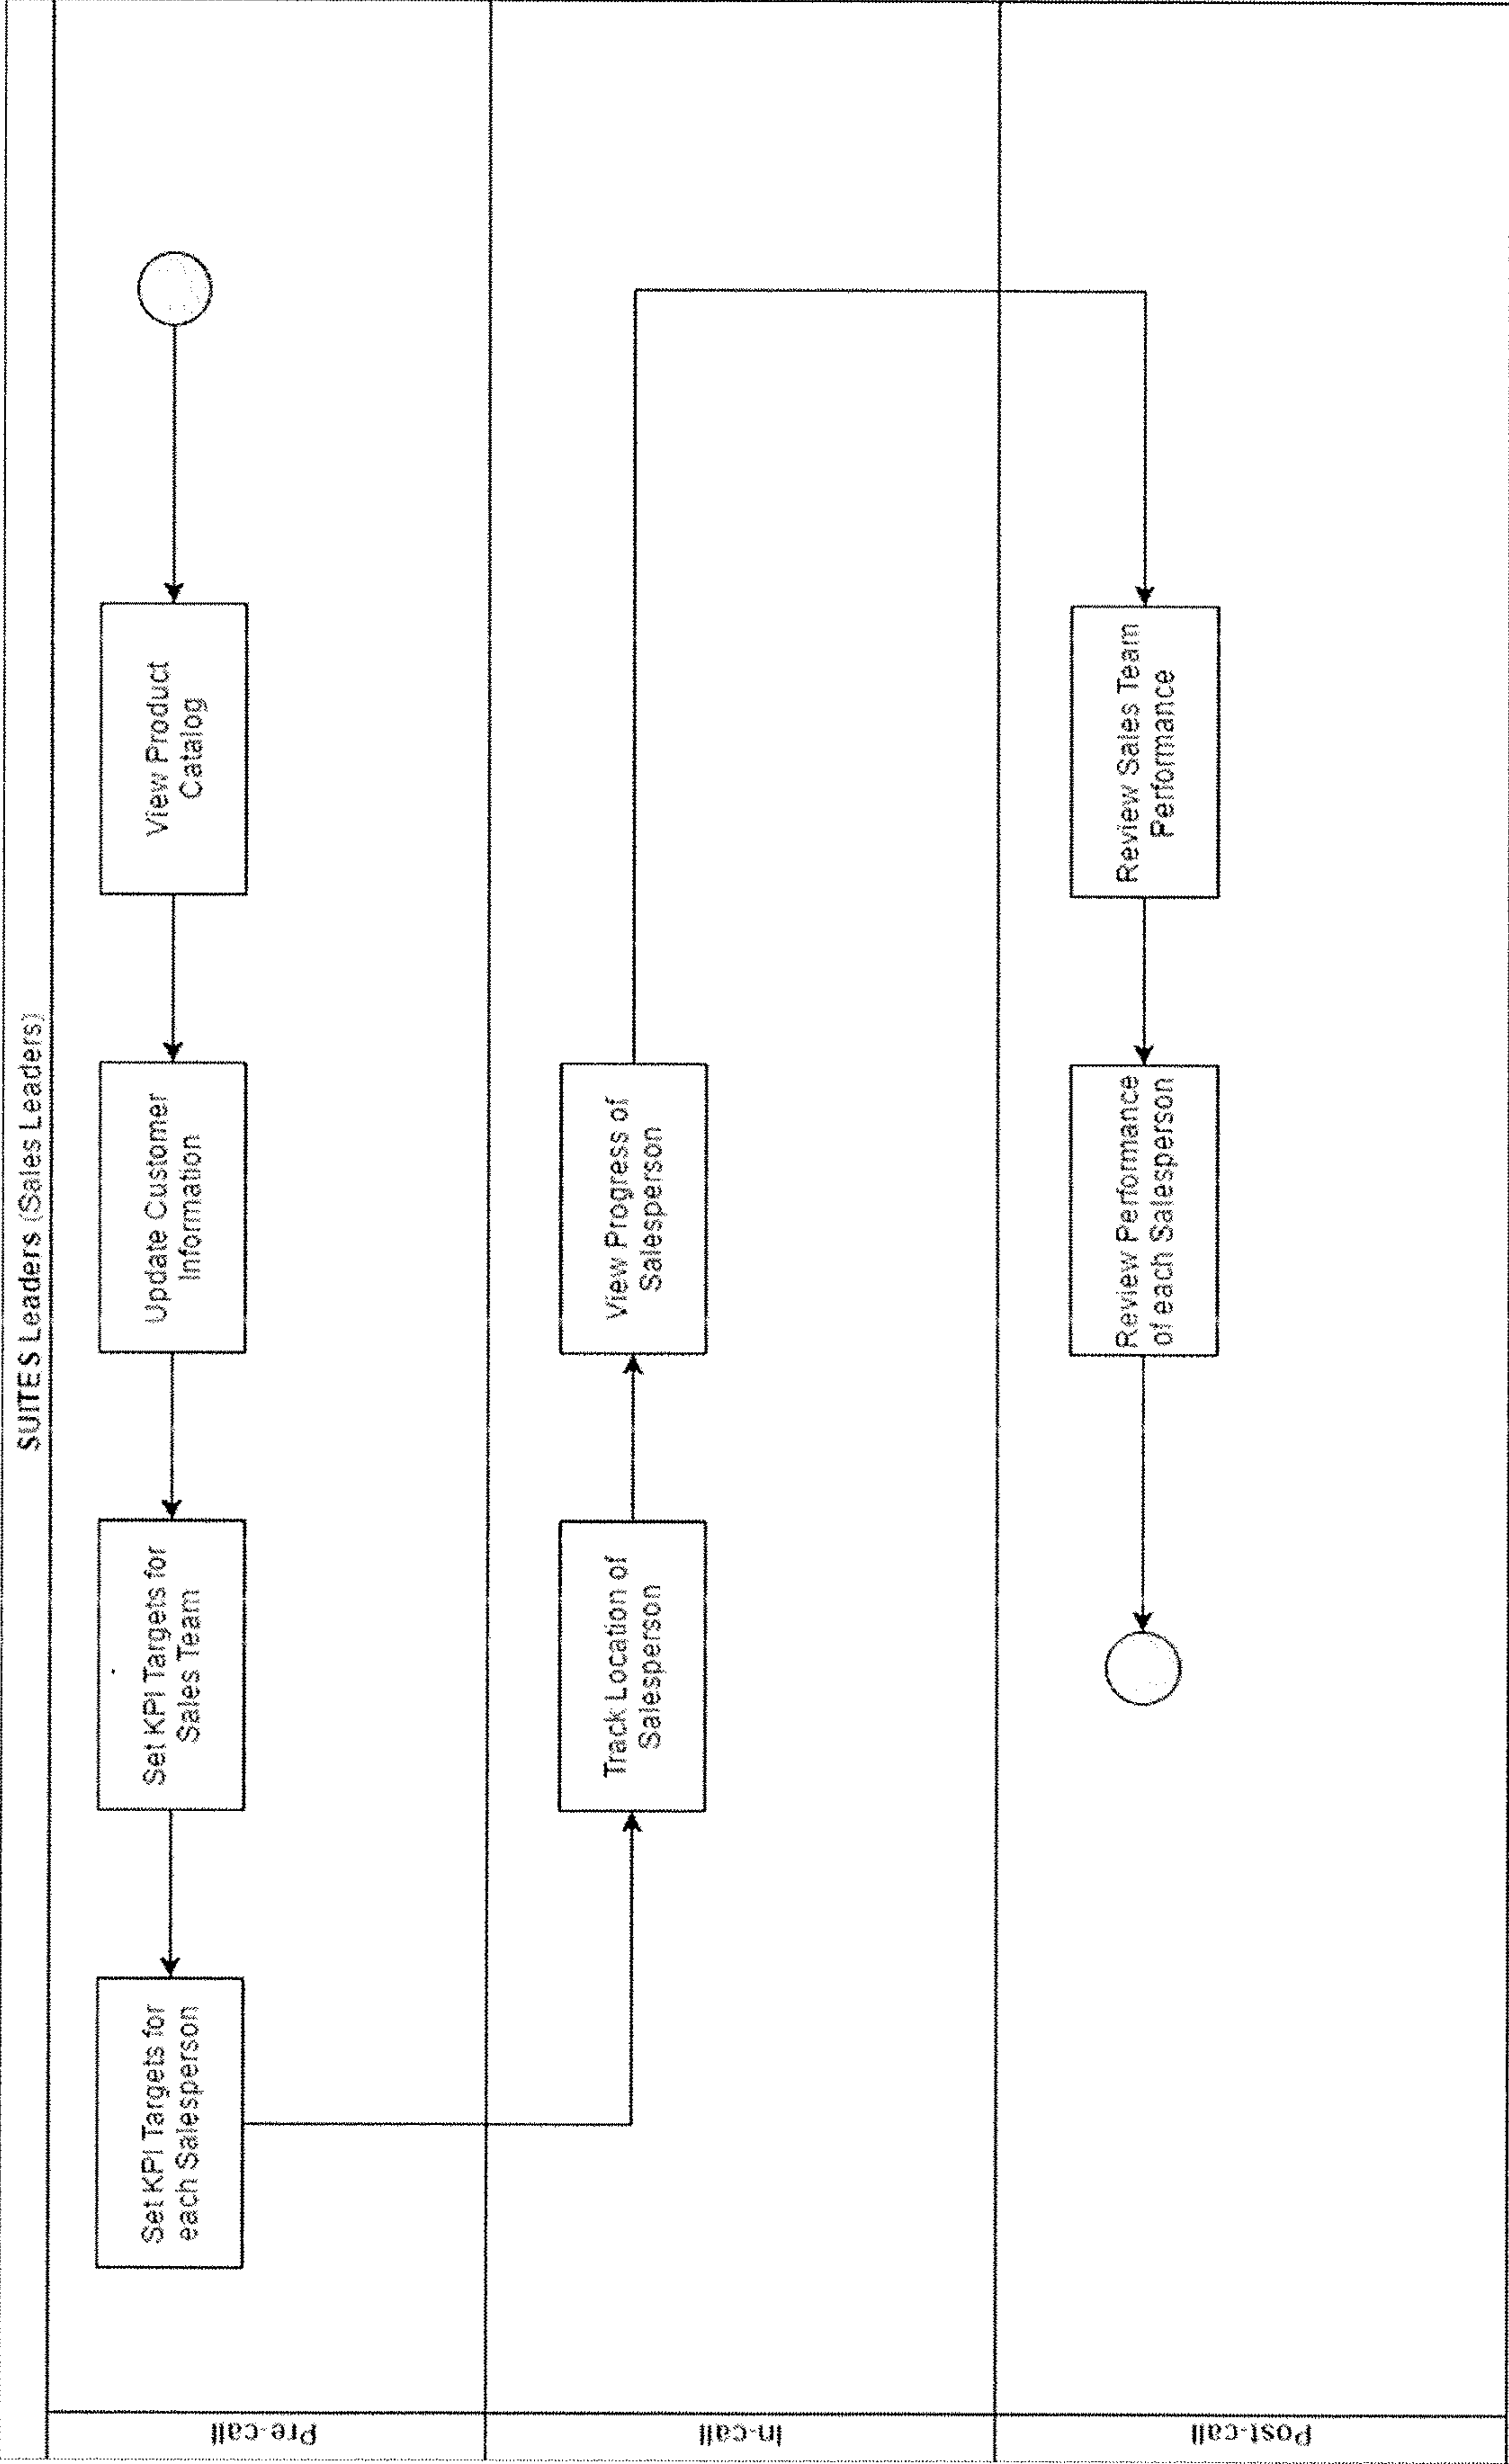 SUITES Leaders (Sales Leaders)
Pre-call
View Product
Catalog
Update Customer
Information
Set KPI Targets for
Sales Team
Set KPI Targets for
each Salesperson
In-call
Track Location of
Salesperson
View Progress of
Salesperson
Post-call
Review Sales Team
Performance
Review Performance
of each Salesperson